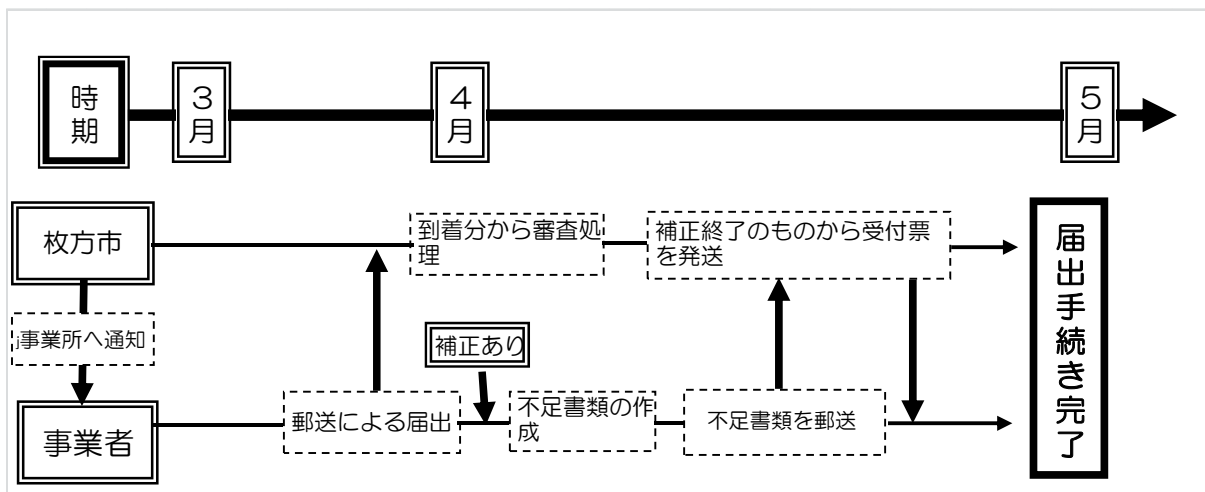 時期
３月
４月
５月
枚方市
到着分から審査処
理
補正終了のものから受付票
を発送
事業所へ通知
補正あり
事業者
郵送による届出
不足書類の作
成
不足書類を郵送
届出手続き完了